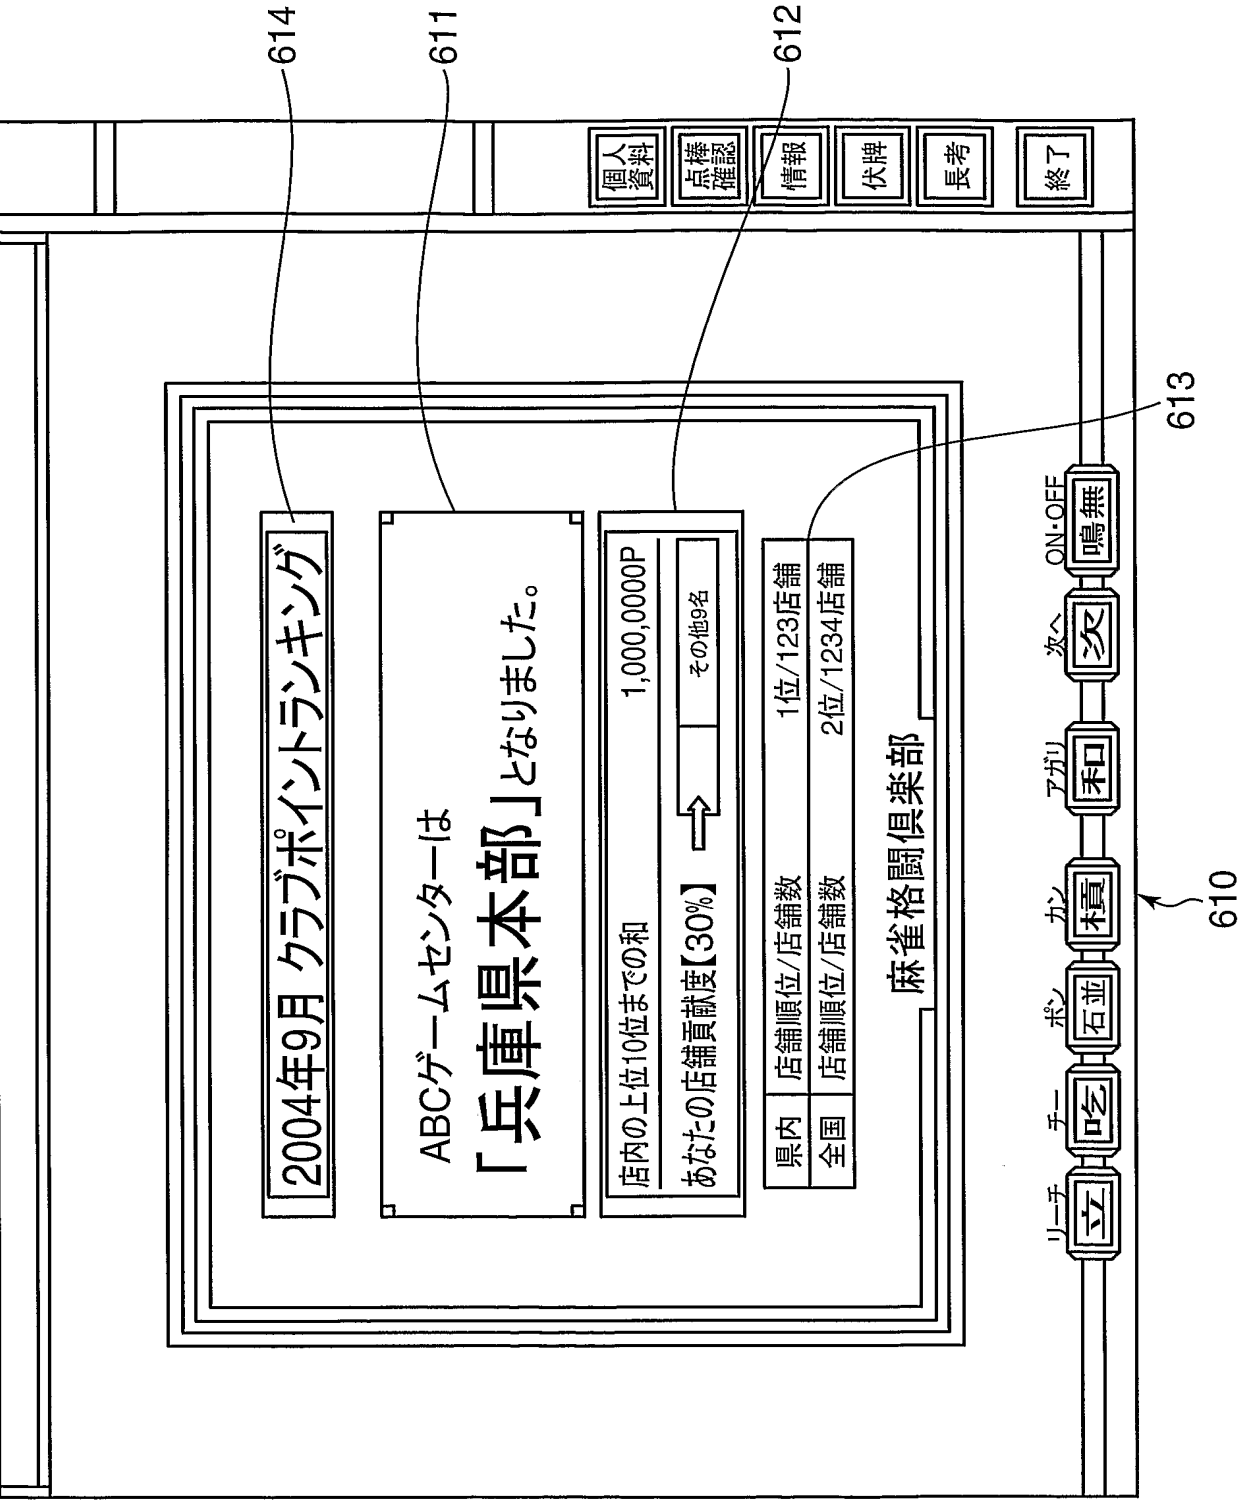 614
2004年9月 クラブポイントランキング
611
ABCゲームセンターは
「兵庫県本部」となりました。
612
店内の上位10位までの和 1,000,0000P
あなたの店舗貢献度【30%】 その他9名
613
県内 店舗順位/店舗数 1位/123店舗
全国 店舗順位/店舗数 2位/1234店舗
麻雀格闘倶楽部
個人
資料
点棒
確認
情報
伏牌
長考
終了
リーチ チー ポン カン アガリ 次へ ON・OFF
立 吃 石並 槓 和 次 鳴無
610